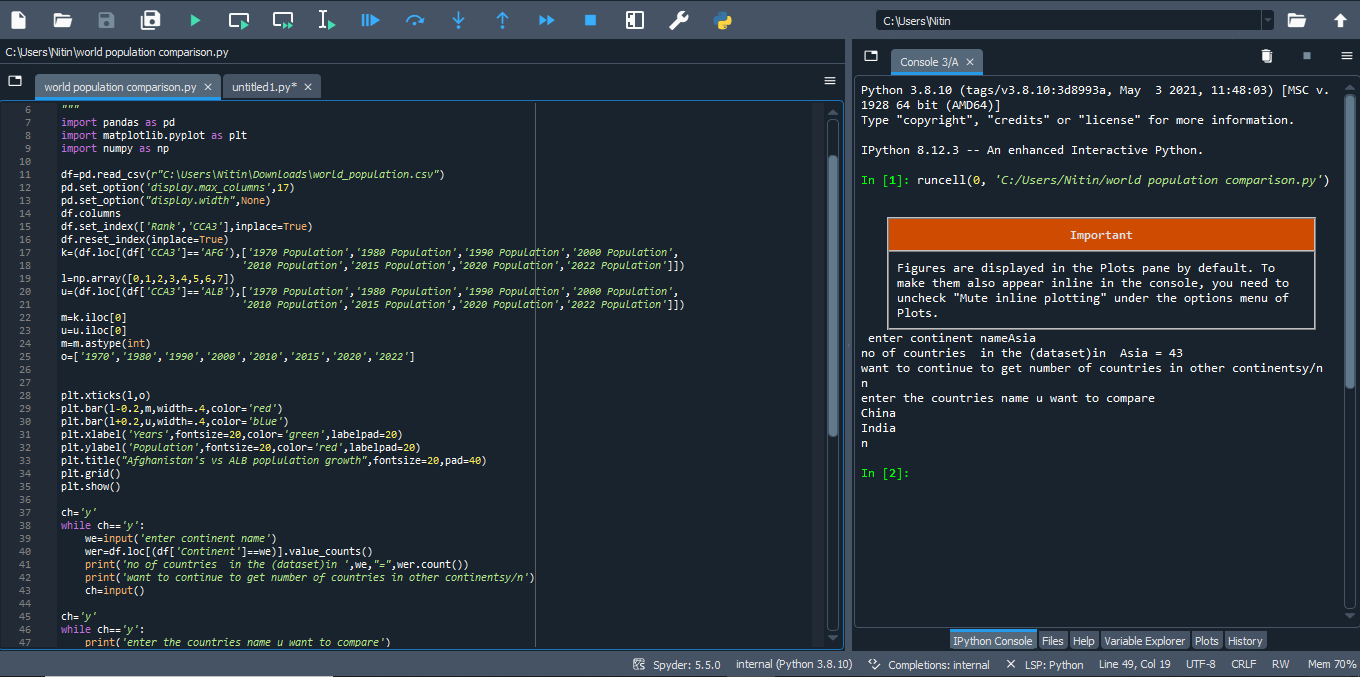 C:\Users\Nitin
C:\Users\Nitin\world population comparison.py
world population comparison.py
untitled1.py*
6 """
7 import pandas as pd
8 import matplotlib.pyplot as plt
9 import numpy as np
10
11 df=pd.read_csv(r"C:\Users\Nitin\Downloads\world_population.csv")
12 pd.set_option('display.max_columns',17)
13 pd.set_option("display.width",None)
14 df.columns
15 df.set_index(['Rank','CCA3'],inplace=True)
16 df.reset_index(inplace=True)
17 k=(df.loc[(df['CCA3']=='AFG'),['1970 Population','1980 Population','1990 Population','2000 Population',
18 '2010 Population','2015 Population','2020 Population','2022 Population']])
19 l=np.array([0,1,2,3,4,5,6,7])
20 u=(df.loc[(df['CCA3']=='ALB'),['1970 Population','1980 Population','1990 Population','2000 Population',
21 '2010 Population','2015 Population','2020 Population','2022 Population']])
22 m=k.iloc[0]
23 u=u.iloc[0]
24 m=m.astype(int)
25 o=['1970','1980','1990','2000','2010','2015','2020','2022']
26
27
28 plt.xticks(l,o)
29 plt.bar(l-0.2,m,width=.4,color='red')
30 plt.bar(l+0.2,u,width=.4,color='blue')
31 plt.xlabel('Years',fontsize=20,color='green',labelpad=20)
32 plt.ylabel('Population',fontsize=20,color='red',labelpad=20)
33 plt.title("Afghanistan's vs ALB poplulation growth",fontsize=20,pad=40)
34 plt.grid()
35 plt.show()
36
37 ch='y'
38 while ch=='y':
39 we=input('enter continent name')
40 wer=df.loc[(df['Continent']==we)].value_counts()
41 print('no of countries  in the (dataset)in ',we,"=",wer.count())
42 print('want to continue to get number of countries in other continentsy/n')
43 ch=input()
44
45 ch='y'
46 while ch=='y':
47 print('enter the countries name u want to compare')
Console 3/A
Python 3.8.10 (tags/v3.8.10:3d8993a, May  3 2021, 11:48:03) [MSC v.
1928 64 bit (AMD64)]
Type "copyright", "credits" or "license" for more information.
IPython 8.12.3 -- An enhanced Interactive Python.
In [1]: runcell(0, 'C:/Users/Nitin/world population comparison.py')
Important
Figures are displayed in the Plots pane by default. To
make them also appear inline in the console, you need to
uncheck "Mute inline plotting" under the options menu of
Plots.
enter continent nameAsia
no of countries  in the (dataset)in  Asia = 43
want to continue to get number of countries in other continentsy/n
n
enter the countries name u want to compare
China
India
n
In [2]:
IPython Console Files Help Variable Explorer Plots History
Spyder: 5.5.0 internal (Python 3.8.10) Completions: internal LSP: Python Line 49, Col 19 UTF-8 CRLF RW Mem 70%